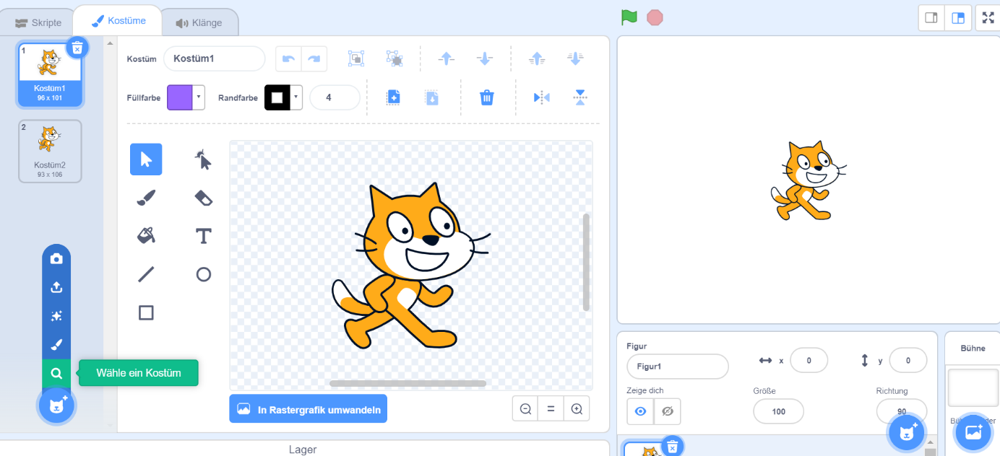 Skripte
Kostüme
Klänge
1
Kostüm1
96 x 101
2
Kostüm2
93 x 106
Kostüm
Kostüm1
Füllfarbe
Randfarbe
4
Wähle ein Kostüm
In Rastergrafik umwandeln
Lager
Figur
Figur1
x
0
y
0
Zeige dich
Größe
100
Richtung
90
Bühne